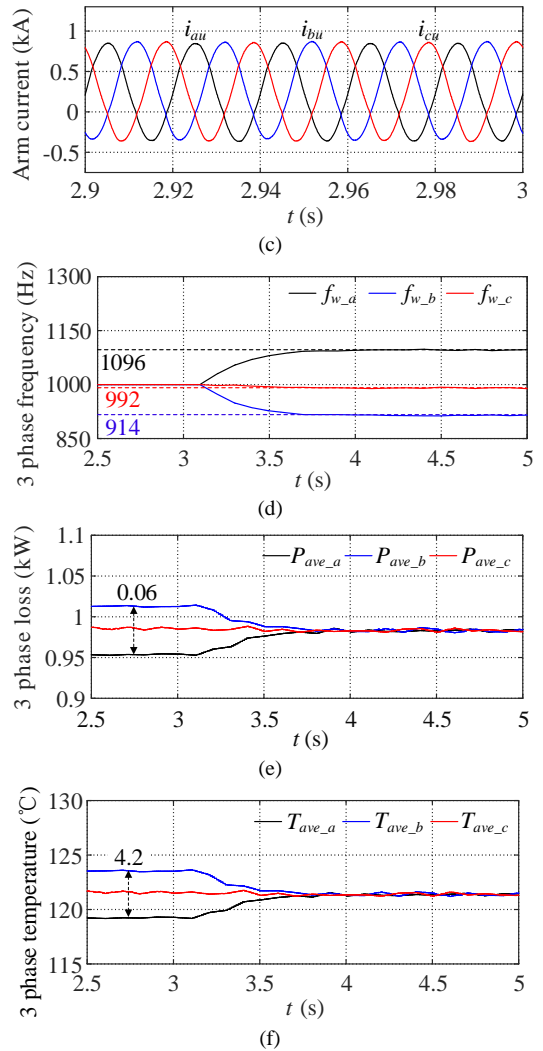 1
0.5
0
-0.5
Arm current (kA)
i_au i_bu i_cu
2.9 2.92 2.94 2.96 2.98 3
t (s)
(c)
1300
1150
1000
850
3 phase frequency (Hz)
f_w_a f_w_b f_w_c
1096
992
914
2.5 3 3.5 4 4.5 5
t (s)
(d)
1.1
1.05
1
0.95
0.9
3 phase loss (kW)
P_ave_a P_ave_b P_ave_c
0.06
2.5 3 3.5 4 4.5 5
t (s)
(e)
130
125
120
115
3 phase temperature (℃)
T_ave_a T_ave_b T_ave_c
4.2
2.5 3 3.5 4 4.5 5
t (s)
(f)